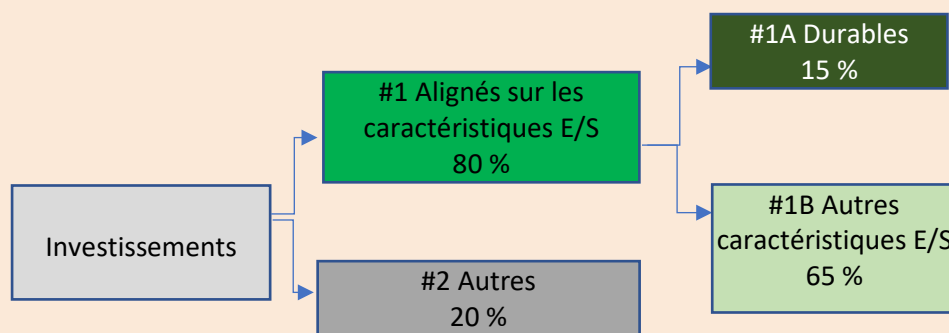 Investissements
#1 Alignés sur les
caractéristiques E/S
80 %
#2 Autres
20 %
#1A Durables
15 %
#1B Autres
caractéristiques E/S
65 %